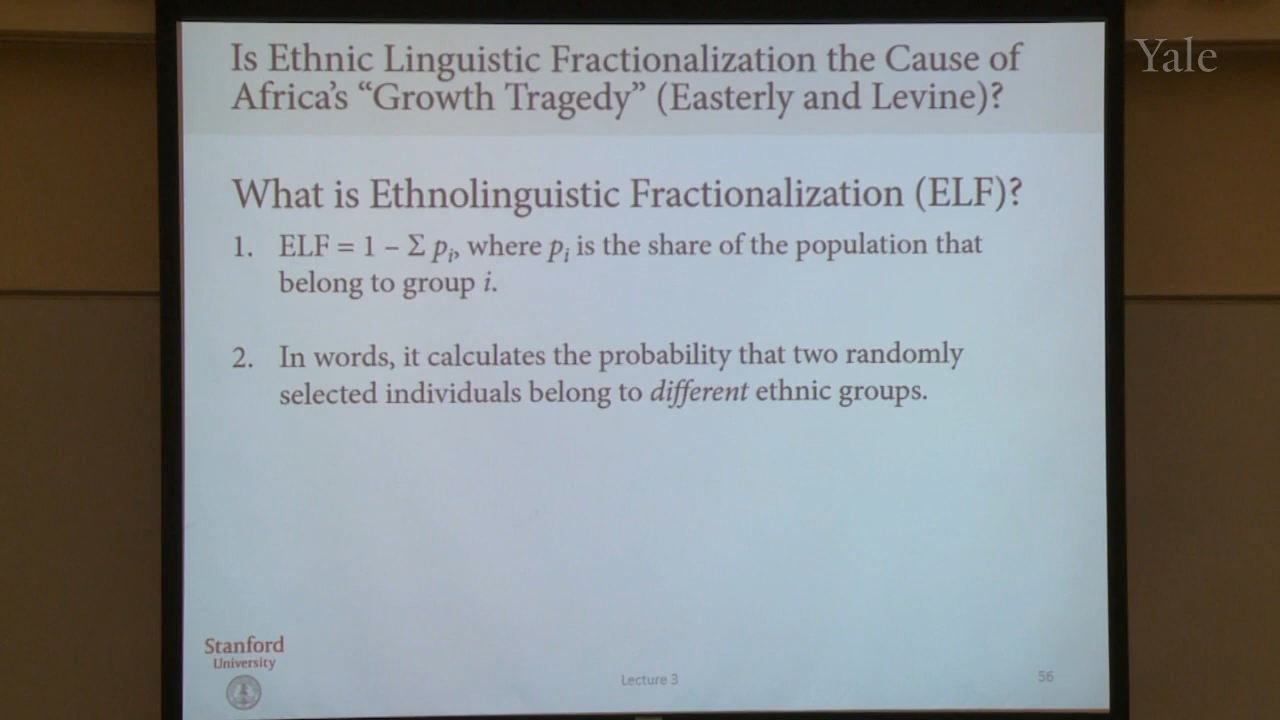 Yale
Is Ethnic Linguistic Fractionalization the Cause of
Africa's “Growth Tragedy” (Easterly and Levine)?
What is Ethnolinguistic Fractionalization (ELF)?
1. ELF = 1 – Σ pᵢ, where pᵢ is the share of the population that
belong to group i.
2. In words, it calculates the probability that two randomly
selected individuals belong to different ethnic groups.
Stanford
University
Lecture 3
56